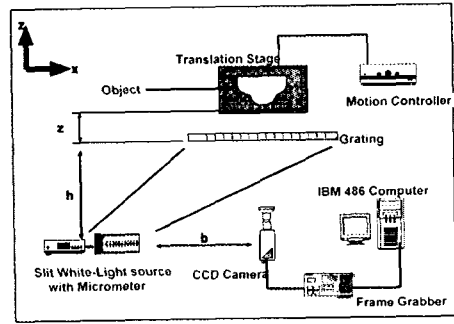 z
x
Translation Stage
Object
Motion Controller
z
Grating
h
IBM 486 Computer
b
Slit White-Light source
with Micrometer
CCD Camera
Frame Grabber